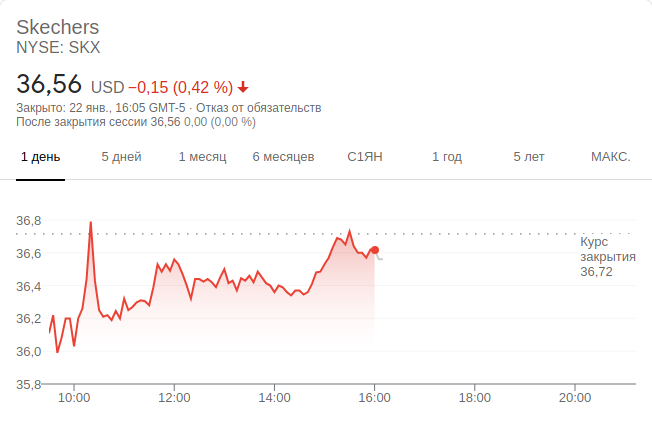 Skechers
NYSE: SKX
36,56 USD −0,15 (0,42 %)
Закрыто: 22 янв., 16:05 GMT-5 · Отказ от обязательств
После закрытия сессии 36,56 0,00 (0,00 %)
1 день 5 дней 1 месяц 6 месяцев С1ЯН 1 год 5 лет МАКС.
36,8
Курс
закрытия
36,72
36,6
36,4
36,2
36,0
35,8
10:00 12:00 14:00 16:00 18:00 20:00